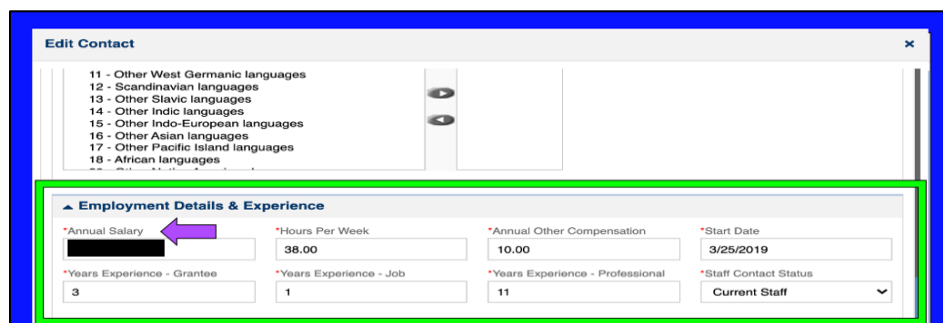 Edit Contact ×
11 - Other West Germanic languages
12 - Scandinavian languages
13 - Other Slavic languages
14 - Other Indic languages
15 - Other Indo-European languages
16 - Other Asian languages
17 - Other Pacific Island languages
18 - African languages
Employment Details & Experience
*Annual Salary *Hours Per Week *Annual Other Compensation *Start Date
38.00 10.00 3/25/2019
*Years Experience - Grantee *Years Experience - Job *Years Experience - Professional *Staff Contact Status
3 1 11 Current Staff